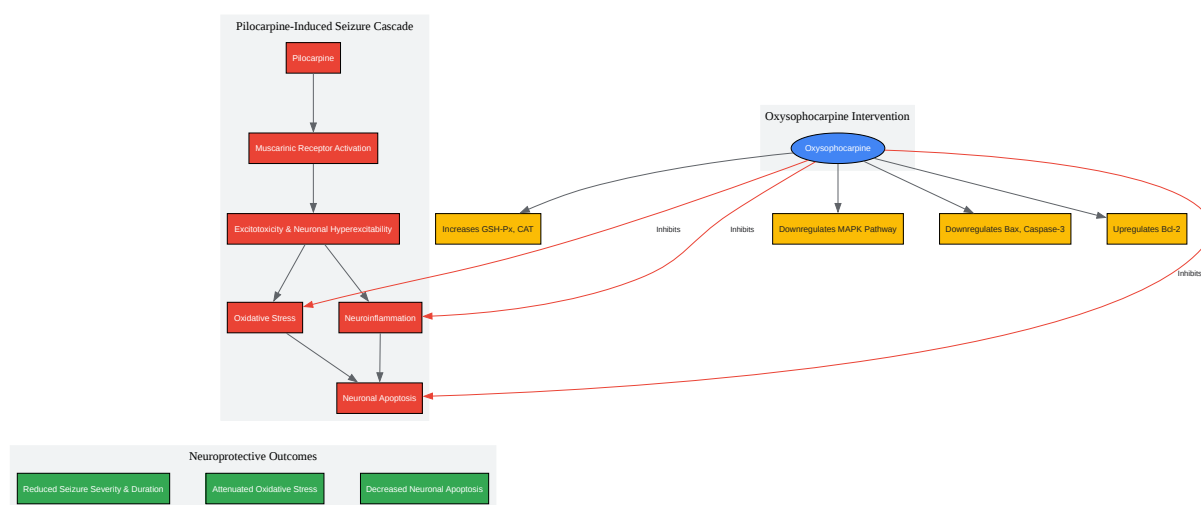 Pilocarpine-Induced Seizure Cascade
Pilocarpine
Oxysophocarpine Intervention
Muscarinic Receptor Activation
Oxysophocarpine
Excitotoxicity & Neuronal Hyperexcitability
Increases GSH-Px, CAT
Inhibits
Inhibits
Downregulates MAPK Pathway
Downregulates Bax, Caspase-3
Upregulates Bcl-2
Inhibits
Oxidative Stress
Neuroinflammation
Neuronal Apoptosis
Neuroprotective Outcomes
Reduced Seizure Severity & Duration
Attenuated Oxidative Stress
Decreased Neuronal Apoptosis